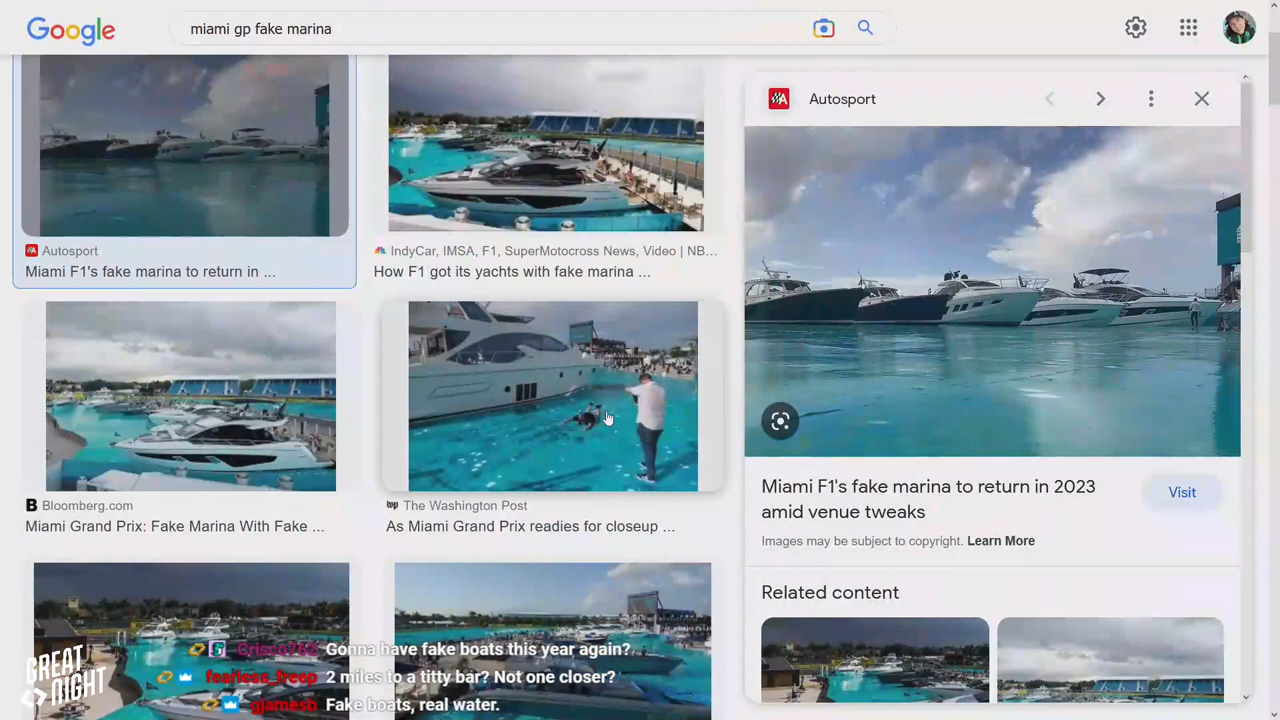 Google
miami gp fake marina
Autosport
Miami F1's fake marina to return in ...
IndyCar, IMSA, F1, SuperMotocross News, Video | NB...
How F1 got its yachts with fake marina ...
Bloomberg.com
Miami Grand Prix: Fake Marina With Fake ...
wp The Washington Post
As Miami Grand Prix readies for closeup ...
Autosport
Miami F1's fake marina to return in 2023
amid venue tweaks
Visit
Images may be subject to copyright. Learn More
Related content
Crisco762 Gonna have fake boats this year again?
fearless_freep 2 miles to a titty bar? Not one closer?
gjamesb Fake boats, real water.
GREAT
NIGHT